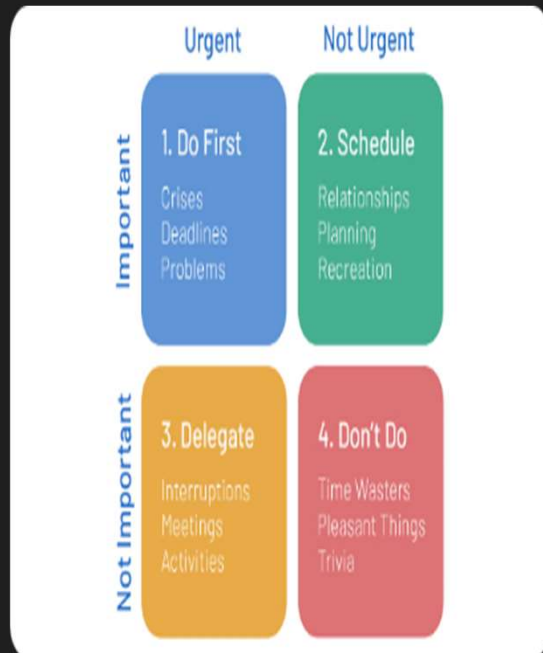 Urgent
Not Urgent
Important
1. Do First
Crises
Deadlines
Problems
2. Schedule
Relationships
Planning
Recreation
Not Important
3. Delegate
Interruptions
Meetings
Activities
4. Don't Do
Time Wasters
Pleasant Things
Trivia